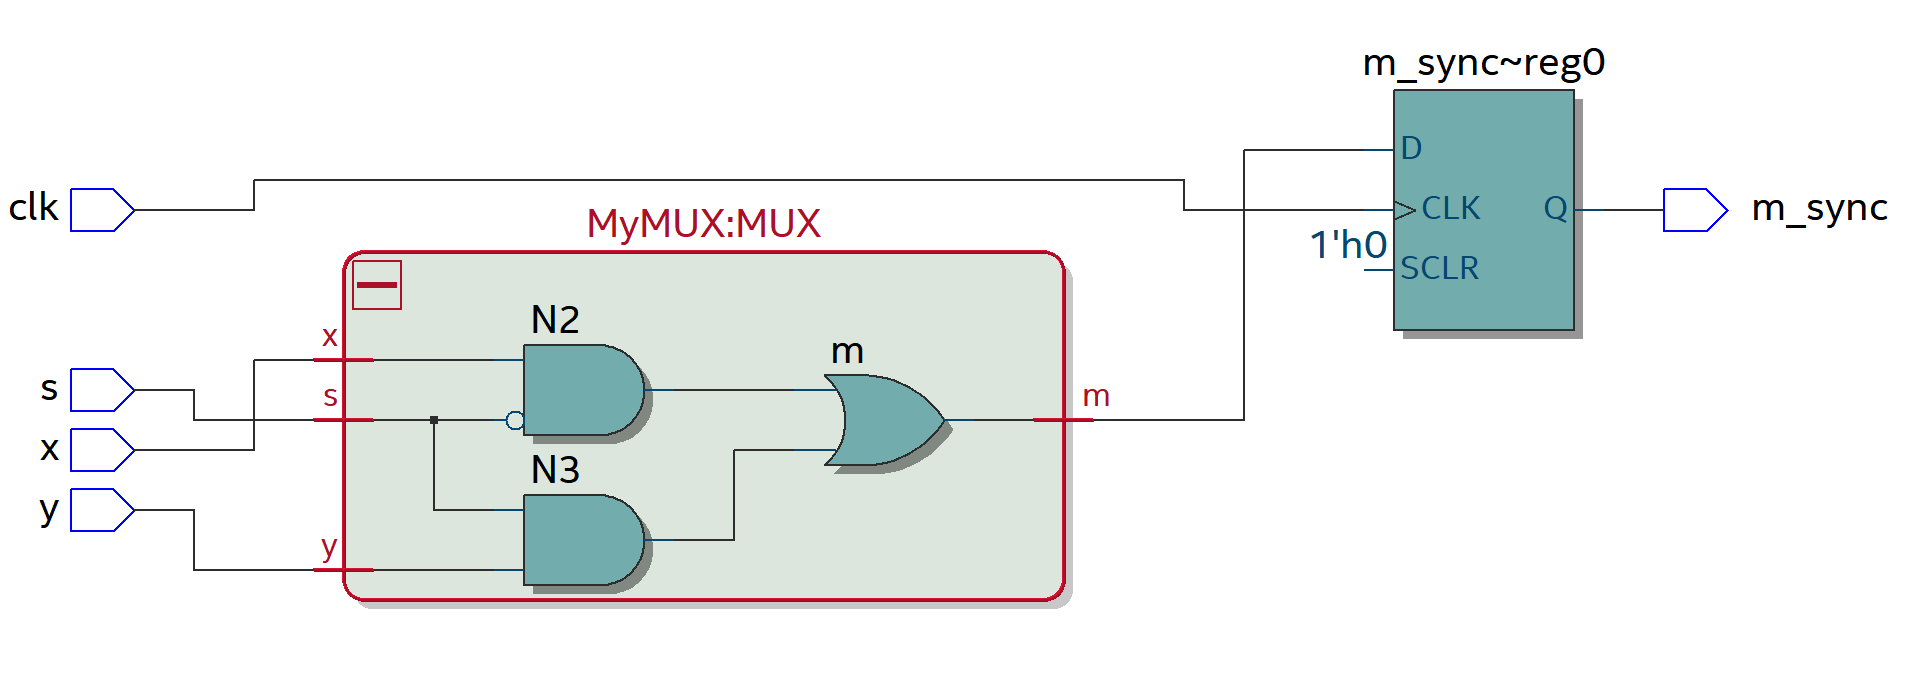 m_sync~reg0
D
clk
CLK
Q
m_sync
MyMUX:MUX
1'h0
SCLR
N2
x
m
s
s
m
x
N3
y
y